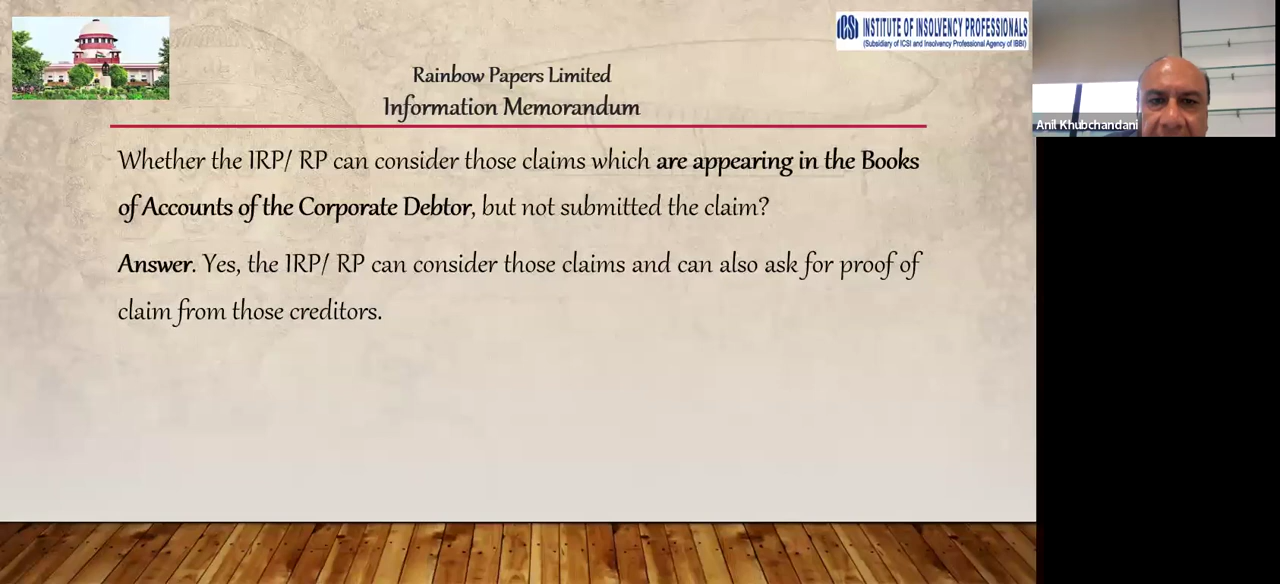 ICSI INSTITUTE OF INSOLVENCY PROFESSIONALS
(Subsidiary of ICSI and Insolvency Professional Agency of IBBI)
Rainbow Papers Limited
Information Memorandum
Anil Khubchandani
Whether the IRP/ RP can consider those claims which are appearing in the Books
of Accounts of the Corporate Debtor, but not submitted the claim?
Answer. Yes, the IRP/ RP can consider those claims and can also ask for proof of
claim from those creditors.